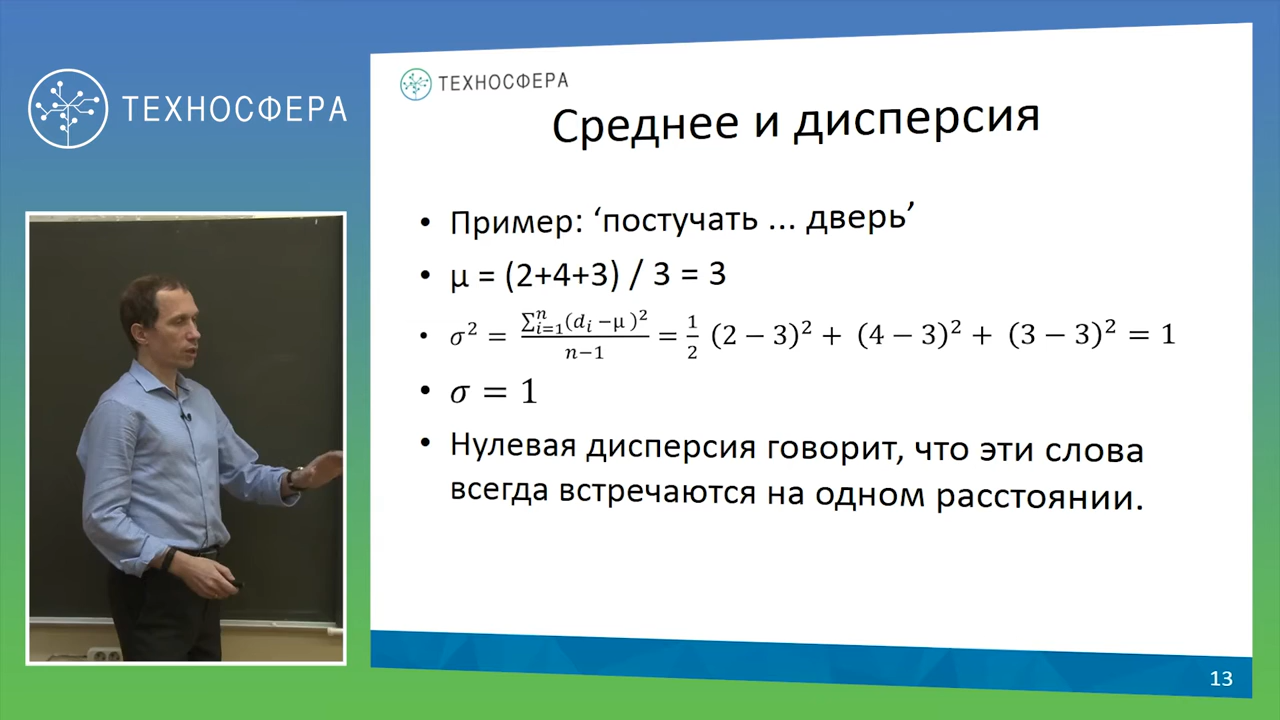 ТЕХНОСФЕРА
ТЕХНОСФЕРА
Среднее и дисперсия
• Пример: ‘постучать ... дверь’
• μ = (2+4+3) / 3 = 3
• σ² = ∑ⁿᵢ₌₁(dᵢ −μ )² / n−1 = 1/2 (2 − 3)² + (4 − 3)² + (3 − 3)² = 1
• σ = 1
• Нулевая дисперсия говорит, что эти слова
всегда встречаются на одном расстоянии.
13